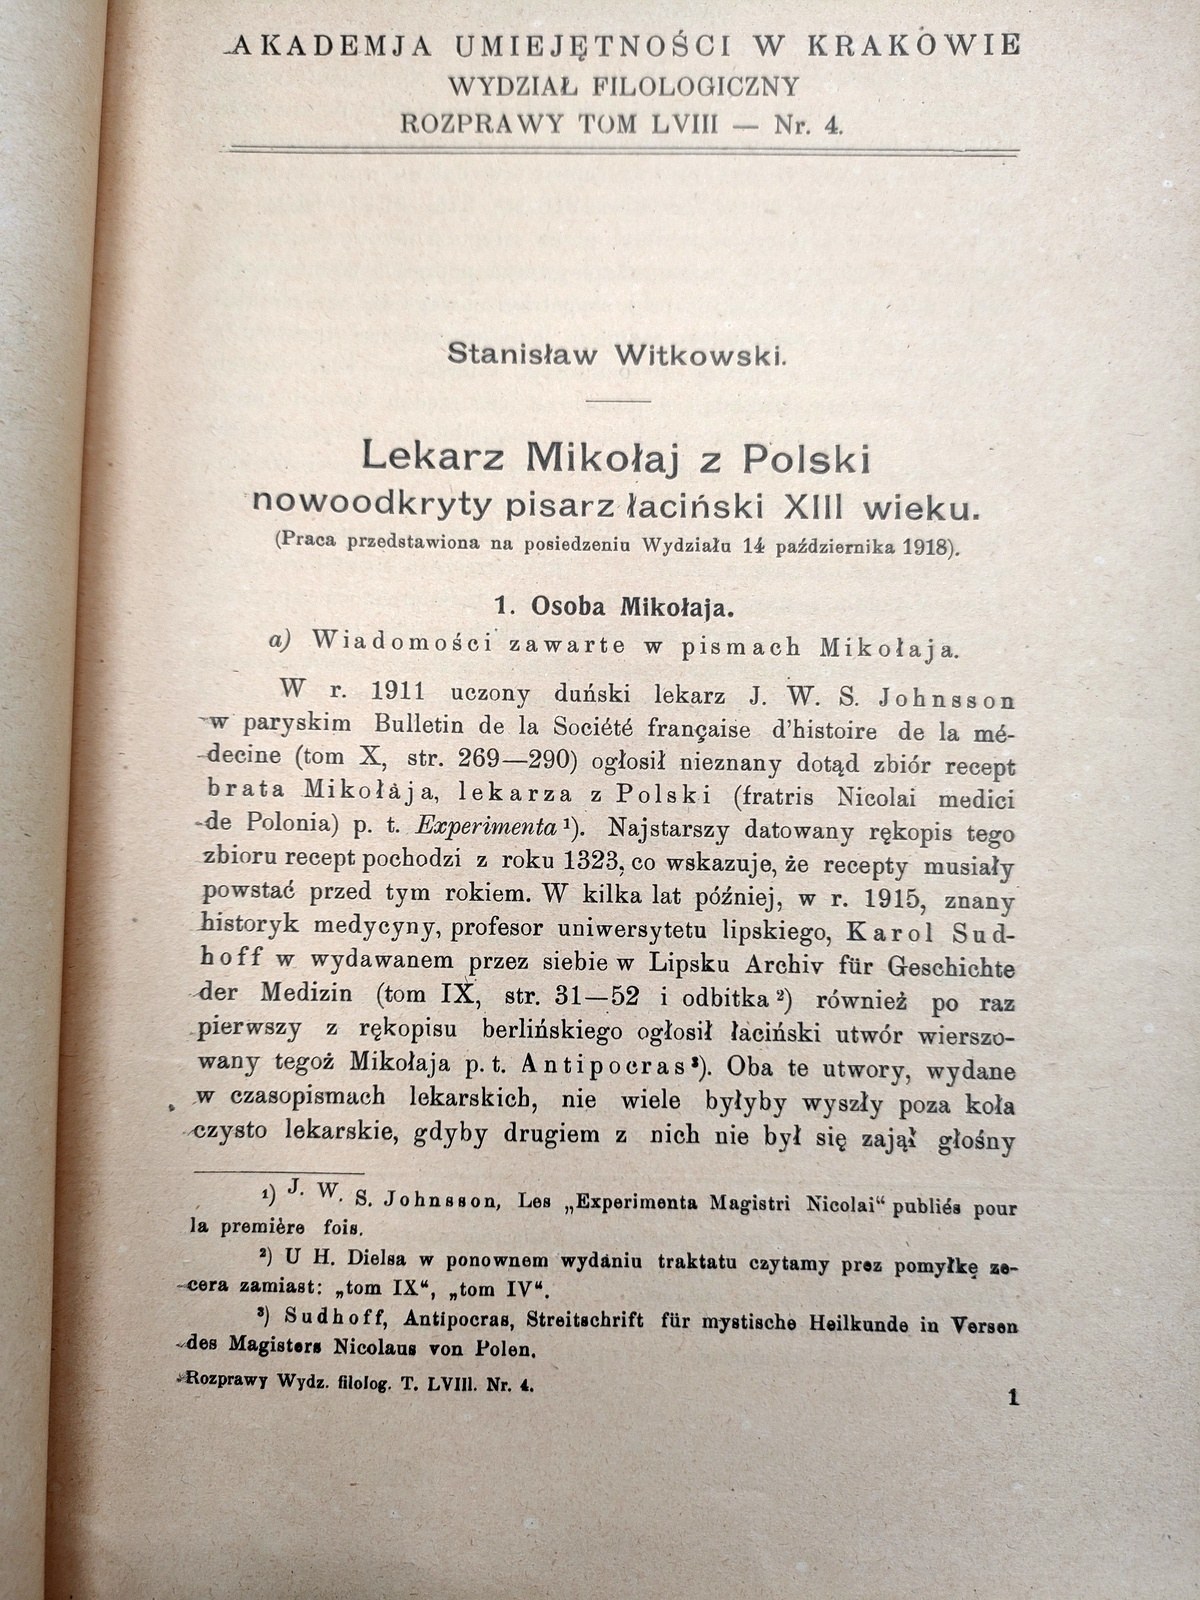 AKADEMJA UMIEJĘTNOŚCI W KRAKOWIE
WYDZIAŁ FILOLOGICZNY
ROZPRAWY TOM LVIII — Nr. 4.
Stanisław Witkowski.
Lekarz Mikołaj z Polski
nowoodkryty pisarz łaciński XIII wieku.
(Praca przedstawiona na posiedzeniu Wydziału 14 października 1918).
1. Osoba Mikołaja.
a) Wiadomości zawarte w pismach Mikołaja.
W r. 1911 uczony duński lekarz J. W. S. Johnsson
w paryskim Bulletin de la Société française d'histoire de la mé-
decine (tom X, str. 269—290) ogłosił nieznany dotąd zbiór recept
brata Mikołaja, lekarza z Polski (fratris Nicolai medici
de Polonia) p. t. Experimenta ¹). Najstarszy datowany rękopis tego
zbioru recept pochodzi z roku 1323, co wskazuje, że recepty musiały
powstać przed tym rokiem. W kilka lat później, w r. 1915, znany
historyk medycyny, profesor uniwersytetu lipskiego, Karol Sud-
hoff w wydawanem przez siebie w Lipsku Archiv für Geschichte
der Medizin (tom IX, str. 31—52 i odbitka ²) również po raz
pierwszy z rękopisu berlińskiego ogłosił łaciński utwór wierszo-
wany tegoż Mikołaja p. t. Antipocras ³). Oba te utwory, wydane
w czasopismach lekarskich, nie wiele byłyby wyszły poza koła
czysto lekarskie, gdyby drugiem z nich nie był się zajął głośny
¹) J. W. S. Johnsson, Les „Experimenta Magistri Nicolai“ publiés pour
la première fois.
²) U H. Dielsa w ponownem wydaniu traktatu czytamy przez pomyłkę ze-
cera zamiast: „tom IX“, „tom IV“.
³) Sudhoff, Antipocras, Streitschrift für mystische Heilkunde in Versen
des Magisters Nicolaus von Polen.
Rozprawy Wydz. filolog. T. LVIII. Nr. 4.
1